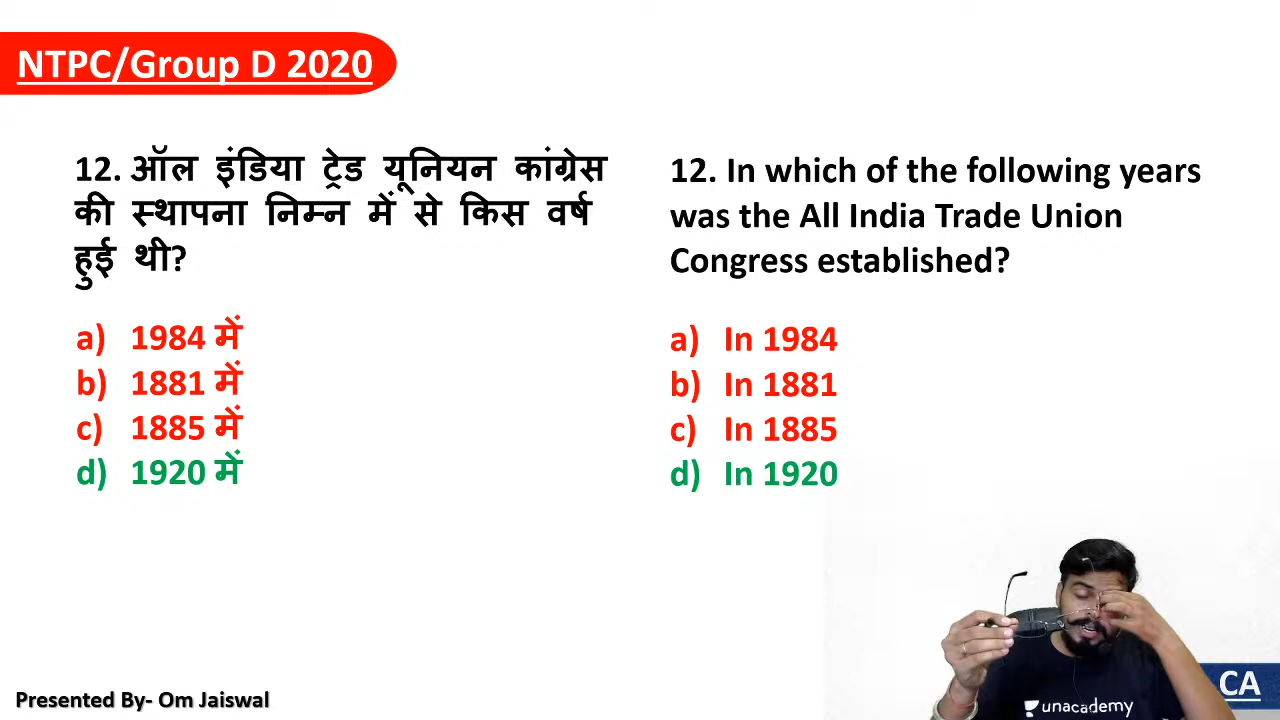 NTPC/Group D 2020
12. ऑल इंडिया ट्रेड यूनियन कांग्रेस
की स्थापना निम्न में से किस वर्ष
हुई थी?
a) 1984 में
b) 1881 में
c) 1885 में
d) 1920 में
12. In which of the following years
was the All India Trade Union
Congress established?
a) In 1984
b) In 1881
c) In 1885
d) In 1920
Presented By- Om Jaiswal
unacademy
CA